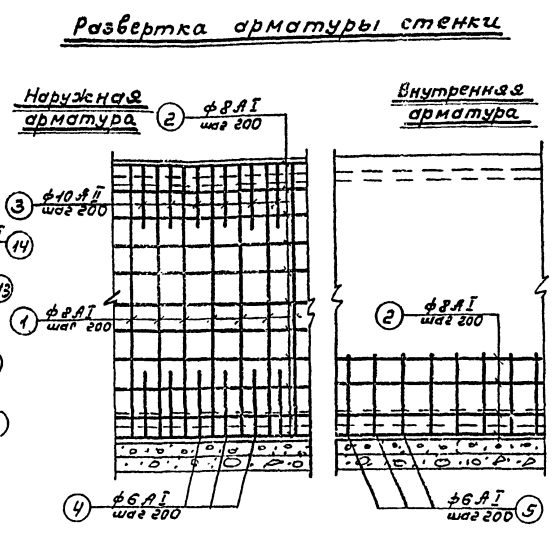 Развертка арматуры стенки
Наружная
арматура
2 ф8АI
шаг 200
Внутренняя
арматура
3 ф10АII
шаг 200
14
13
1 ф8АI
шаг 200
2 ф8АI
шаг 200
4 ф6АI
шаг 200
ф6АI 5
шаг 200